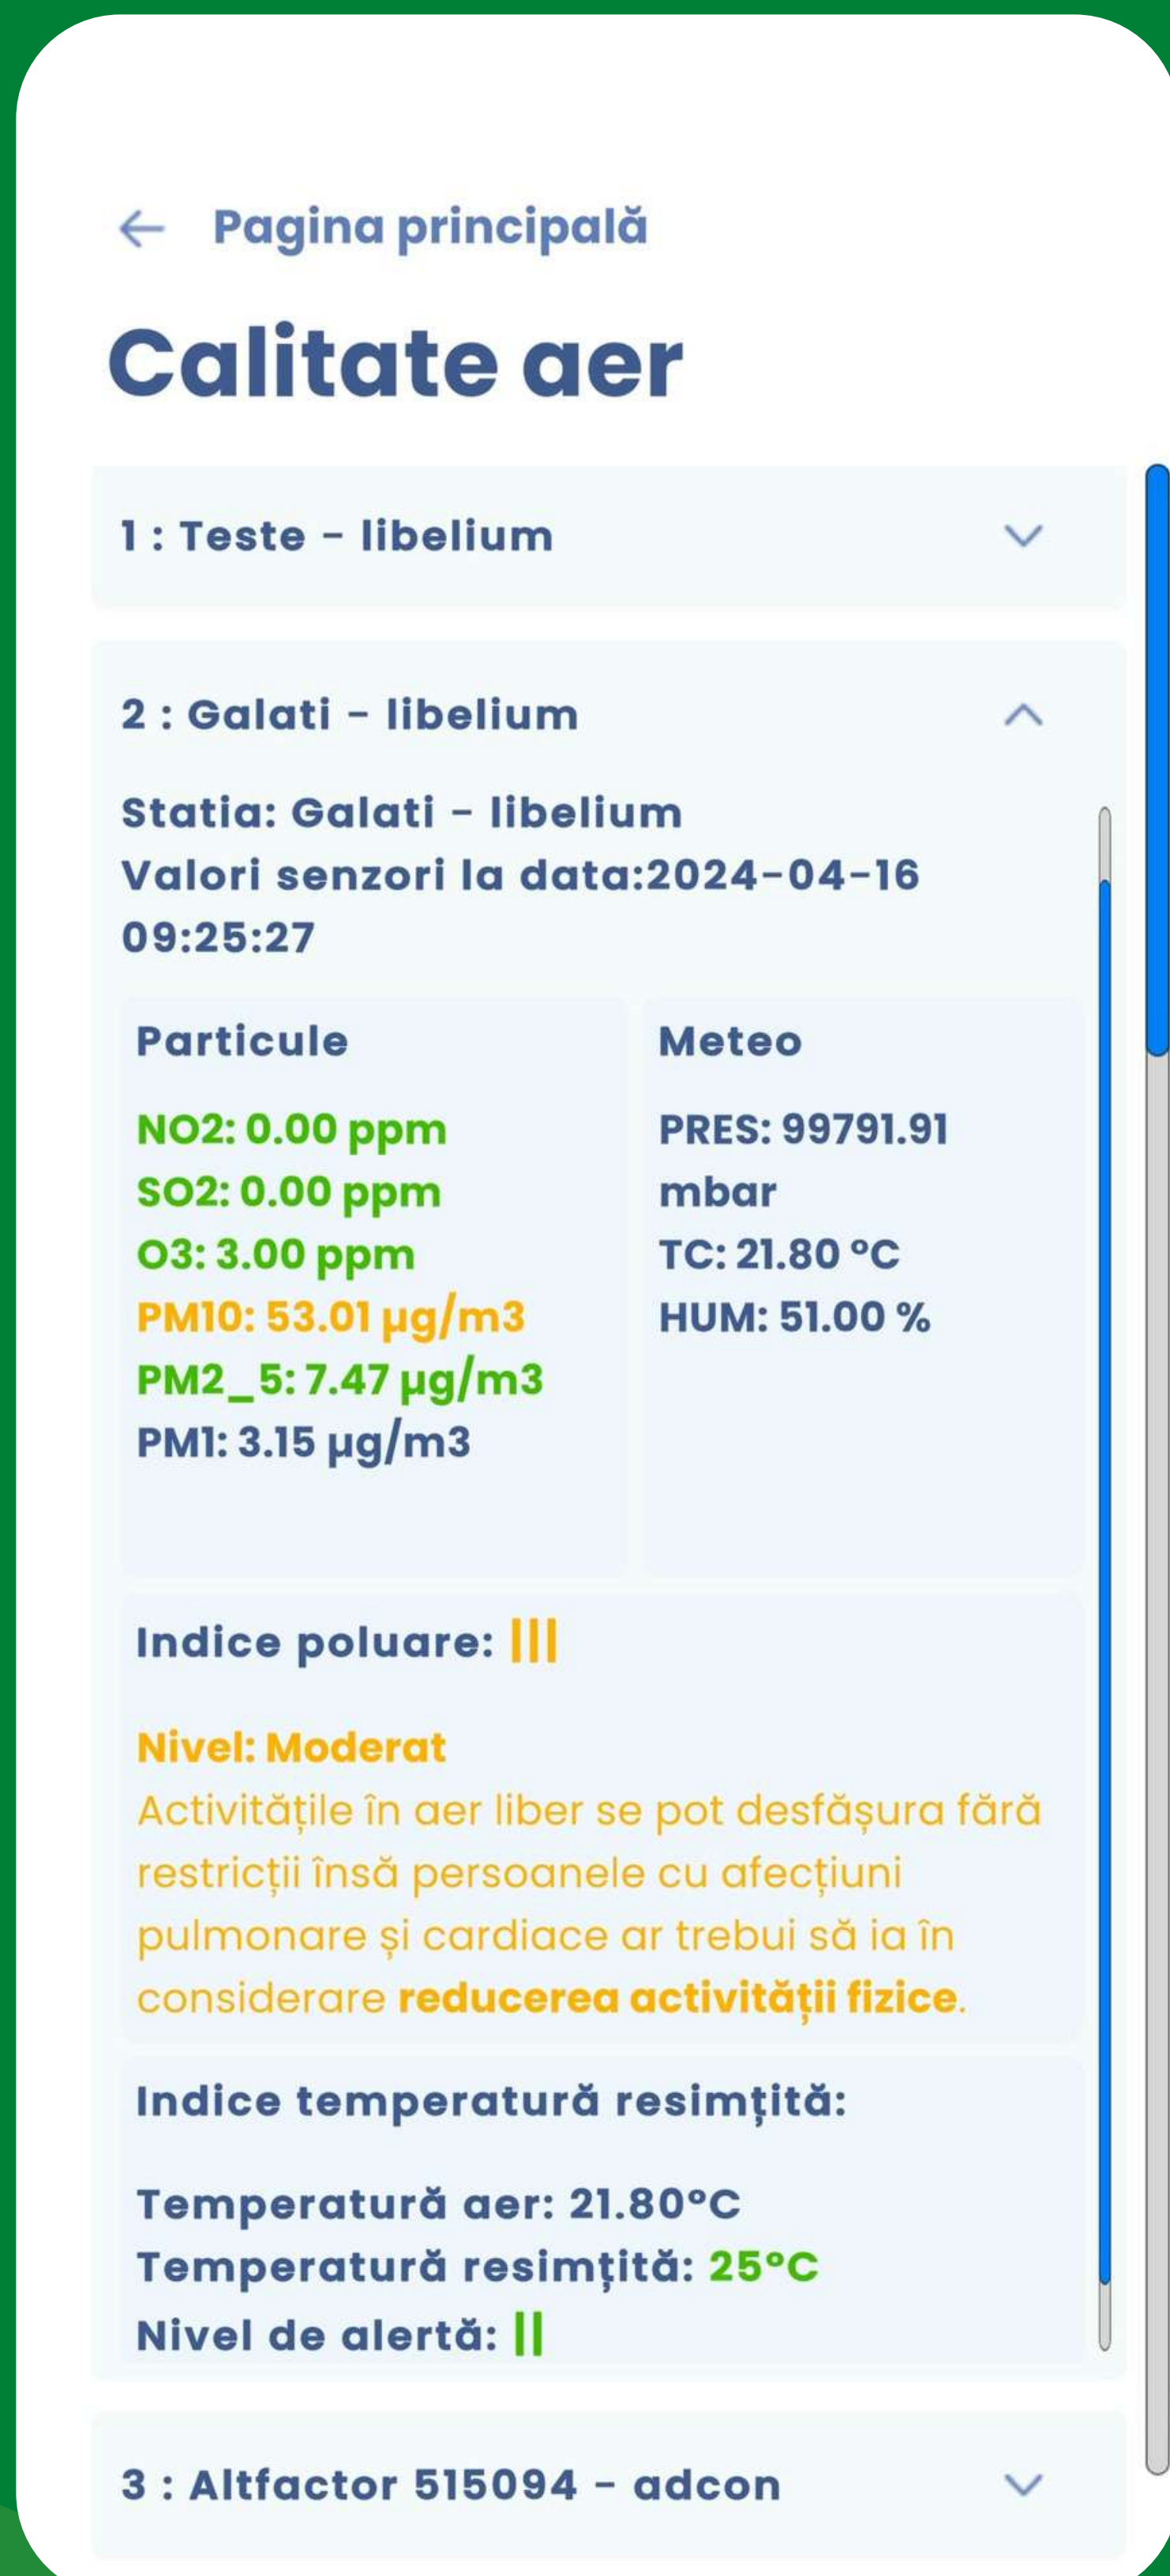 Pagina principală
Calitate aer
1 : Teste - libelium
2 : Galati - libelium
Statia: Galati - libelium
Valori senzori la data:2024-04-16
09:25:27
Particule
NO2: 0.00 ppm
SO2: 0.00 ppm
O3: 3.00 ppm
PM10: 53.01 µg/m3
PM2_5: 7.47 µg/m3
PM1: 3.15 µg/m3
Meteo
PRES: 99791.91
mbar
TC: 21.80 °C
HUM: 51.00 %
Indice poluare: |||
Nivel: Moderat
Activitățile în aer liber se pot desfășura fără
restricții însă persoanele cu afecțiuni
pulmonare și cardiace ar trebui să ia în
considerare reducerea activității fizice.
Indice temperatură resimțită:
Temperatură aer: 21.80°C
Temperatură resimțită: 25°C
Nivel de alertă: ||
3 : Altfactor 515094 - adcon